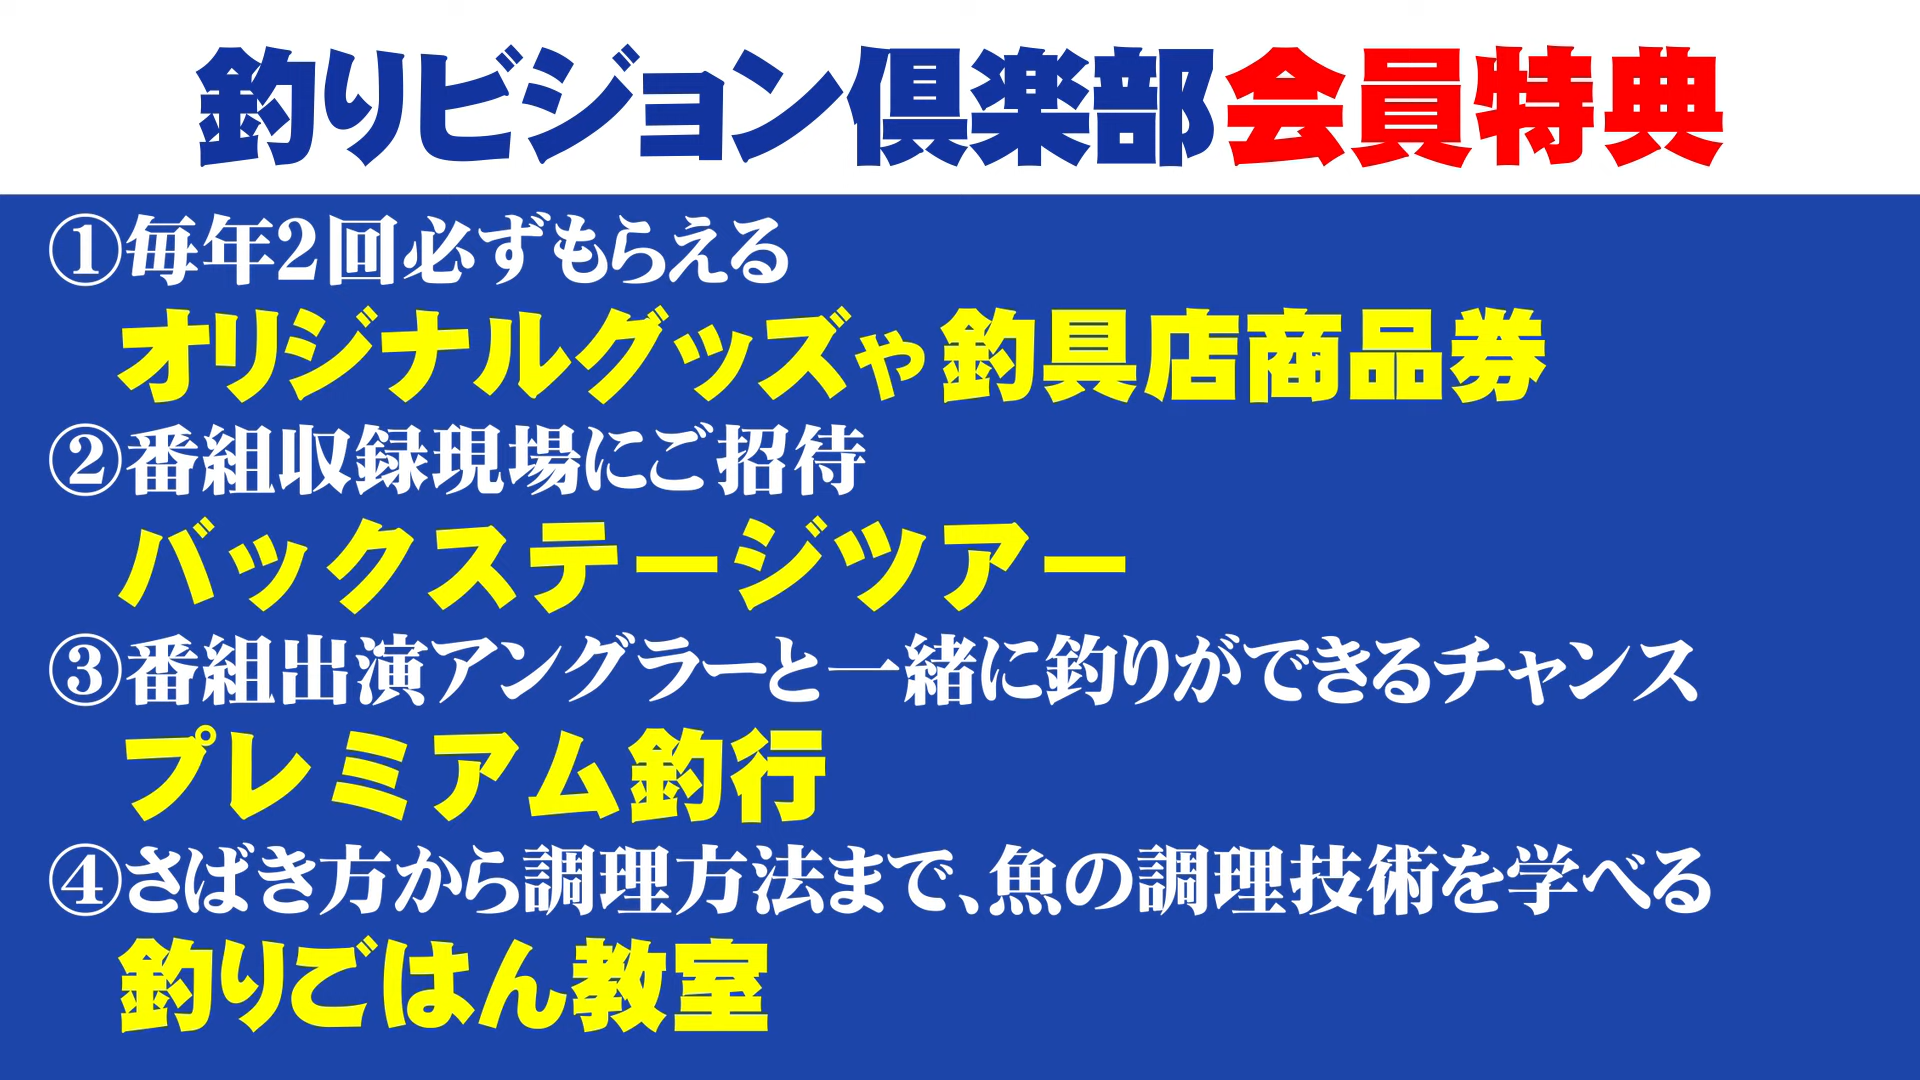 釣りビジョン倶楽部会員特典
①毎年2回必ずもらえる
オリジナルグッズや釣具店商品券
②番組収録現場にご招待
バックステージツアー
③番組出演アングラーと一緒に釣りができるチャンス
プレミアム釣行
④さばき方から調理方法まで、魚の調理技術を学べる
釣りごはん教室